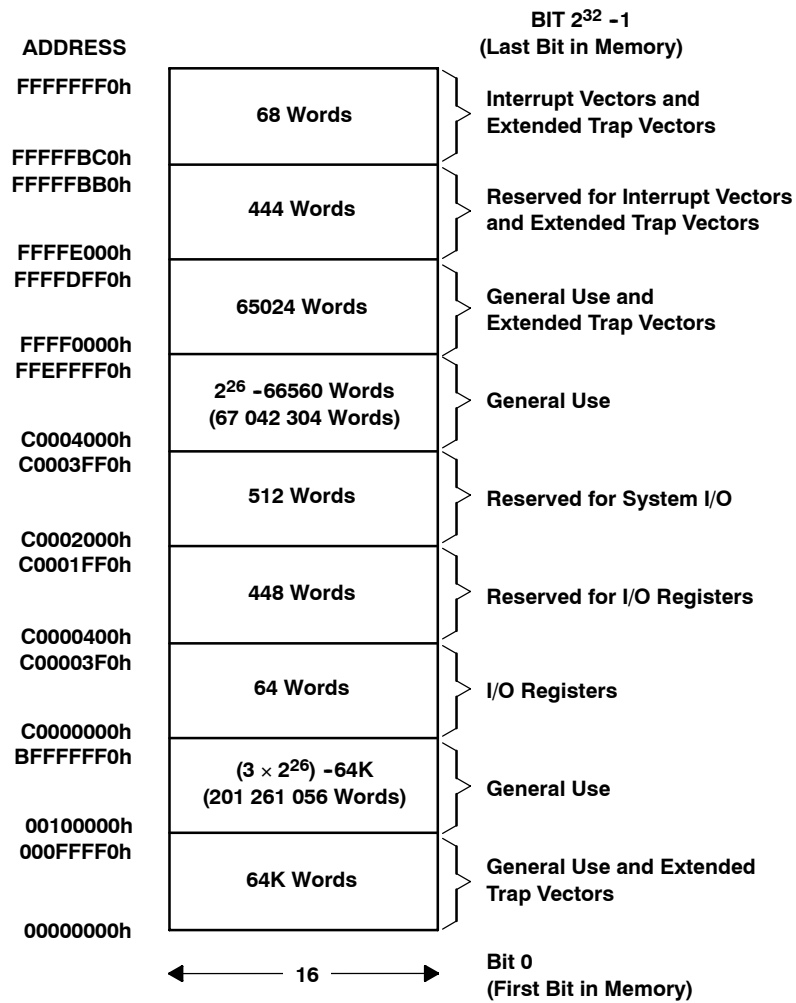 BIT 2³² -1
(Last Bit in Memory)
ADDRESS
FFFFFFF0h
68 Words
Interrupt Vectors and
Extended Trap Vectors
FFFFFBC0h
FFFFFBB0h
444 Words
Reserved for Interrupt Vectors
and Extended Trap Vectors
FFFFE000h
FFFFDFF0h
65024 Words
General Use and
Extended Trap Vectors
FFFF0000h
FFEFFFF0h
2²⁶ -66560 Words
(67 042 304 Words)
General Use
C0004000h
C0003FF0h
512 Words
Reserved for System I/O
C0002000h
C0001FF0h
448 Words
Reserved for I/O Registers
C0000400h
C00003F0h
64 Words
I/O Registers
C0000000h
BFFFFFF0h
(3 × 2²⁶) -64K
(201 261 056 Words)
General Use
00100000h
000FFFF0h
64K Words
General Use and Extended
Trap Vectors
00000000h
16
Bit 0
(First Bit in Memory)